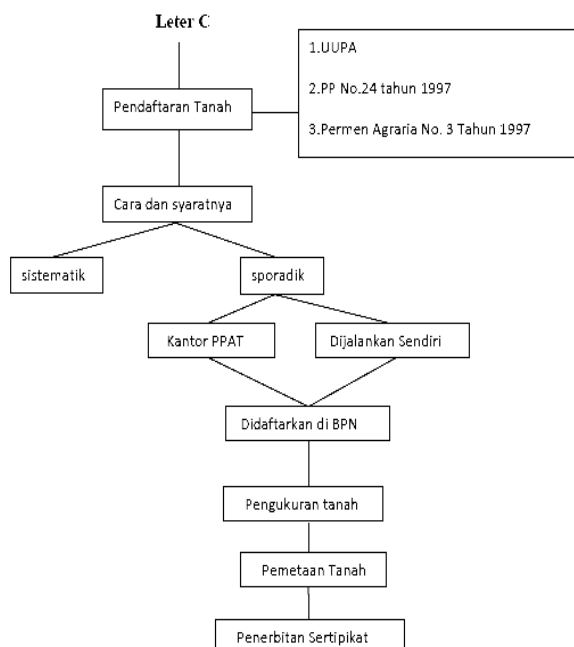 Leter C
1.UUPA
2.PP No.24 tahun 1997
3.Permen Agraria No. 3 Tahun 1997
Pendaftaran Tanah
Cara dan syaratnya
sistematik
sporadik
Kantor PPAT
Dijalankan Sendiri
Didaftarkan di BPN
Pengukuran tanah
Pemetaan Tanah
Penerbitan Sertipikat